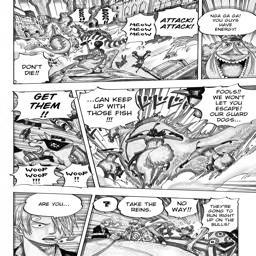 NGA GA GA!
YOU GUYS
HAVE
ENERGY!
ATTACK!
ATTACK!
MEOW
MEOW
MEOW
DON'T
DIE!!
FOOLS!!
WE WON'T
LET YOU
ESCAPE!
OUR GUARD
DOGS...
...CAN KEEP
UP WITH
THOSE FISH
!!!
GET
THEM
!!
WOOF
WOOF
!!
WOOF
WOOF
!!!
THEY'RE
GOING TO
RUN RIGHT
UP ON THE
BULLS!
NO
WAY!!
TAKE THE
REINS.
?
ARE YOU...